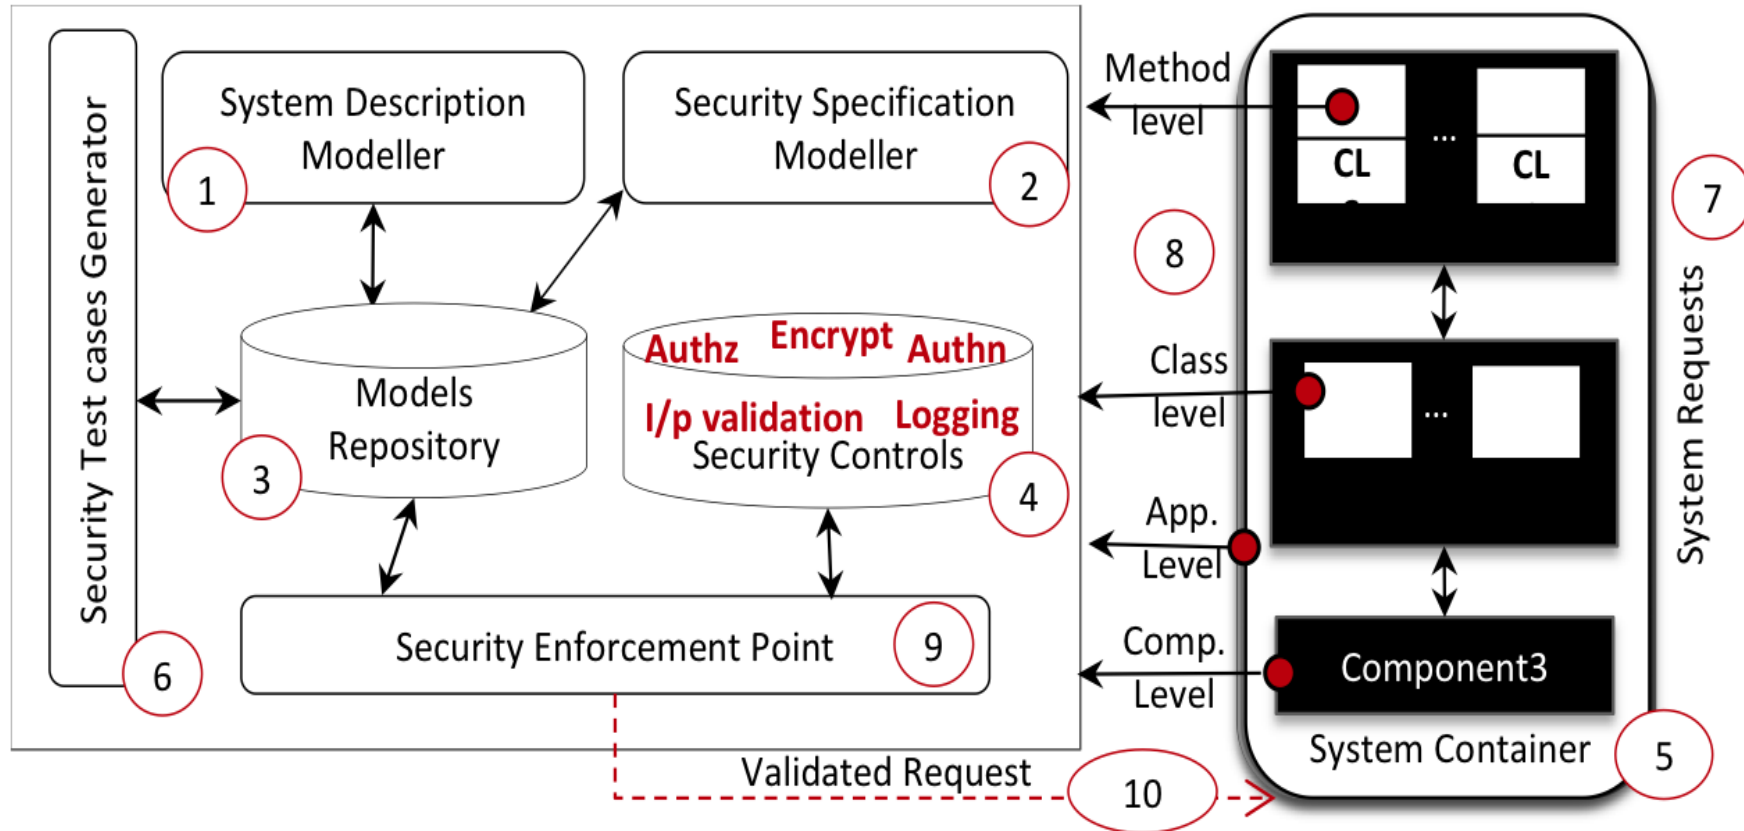 Security Test cases Generator
6
System Description
Modeller
1
Security Specification
Modeller
2
Models
Repository
3
Authz Encrypt Authn
I/p validation Logging
Security Controls
4
Security Enforcement Point
9
Validated Request
10
Method
level
8
Class
level
App.
Level
Comp.
Level
CL
...
CL
...
Component3
System Container
5
7
System Requests